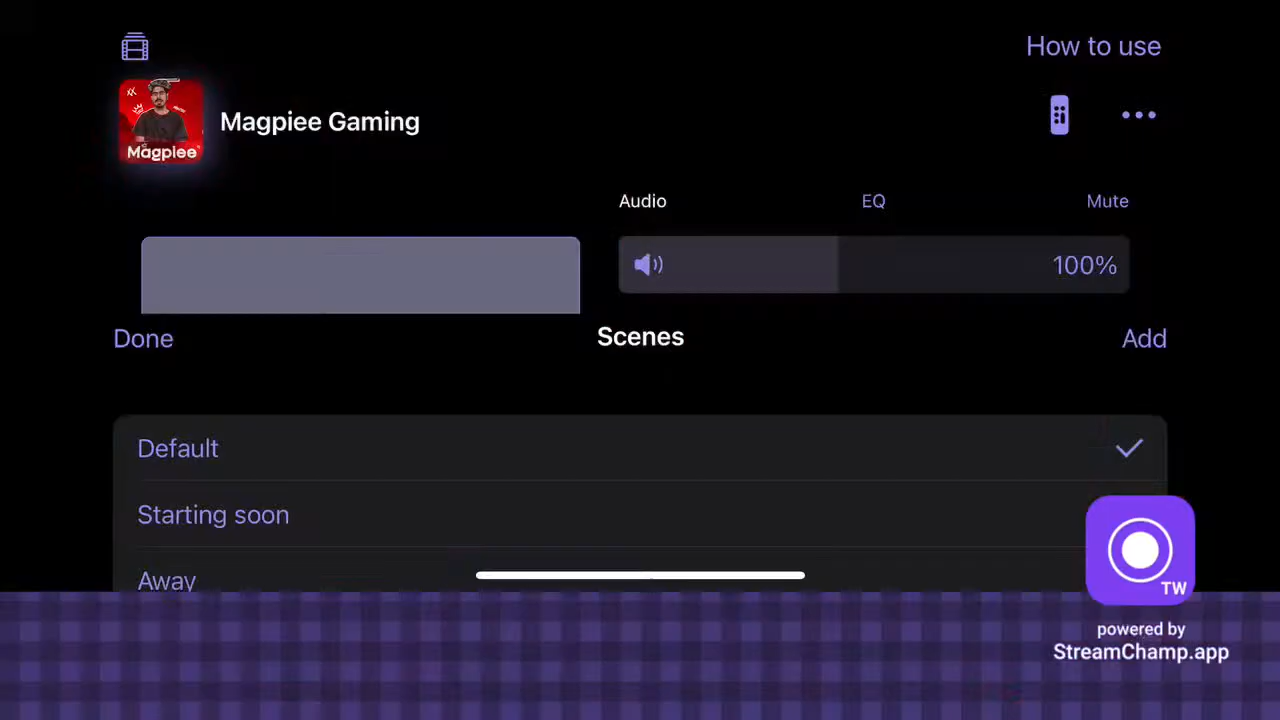 How to use
Magpiee
Magpiee Gaming
Audio EQ Mute
100%
Done Scenes Add
Default
Starting soon
Away
TW
powered by
StreamChamp.app